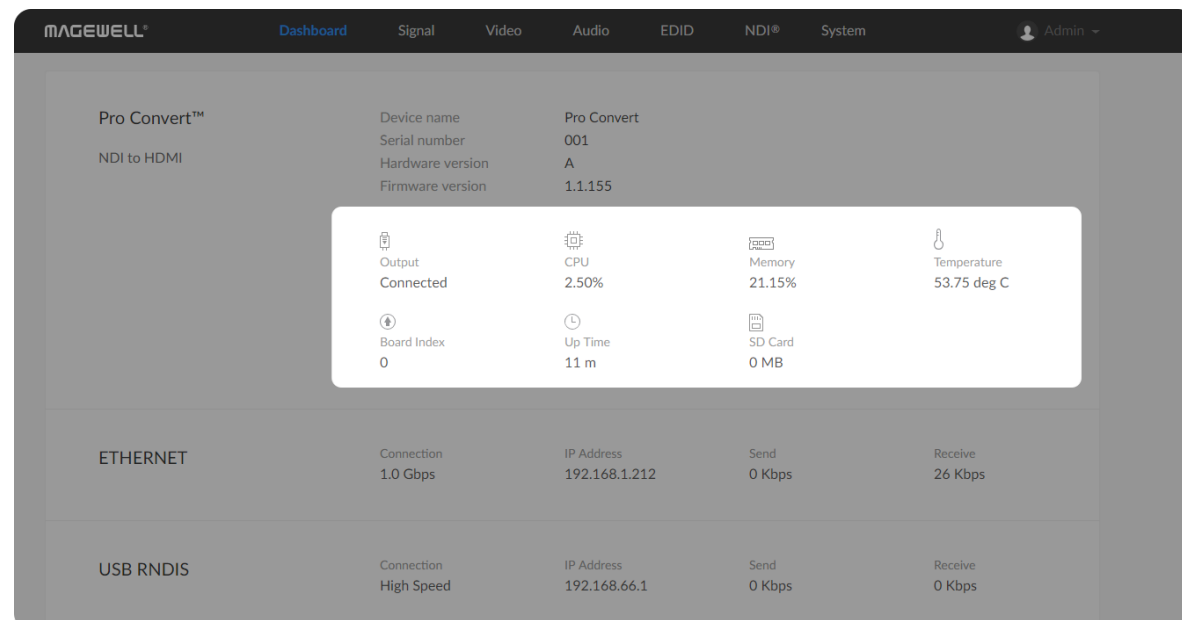 MAGEWELL®
Dashboard Signal Video Audio EDID NDI® System Admin
Pro Convert™
NDI to HDMI
Device name Pro Convert
Serial number 001
Hardware version A
Firmware version 1.1.155
Output CPU Memory Temperature
Connected 2.50% 21.15% 53.75 deg C
Board Index Up Time SD Card
0 11 m 0 MB
ETHERNET
Connection IP Address Send Receive
1.0 Gbps 192.168.1.212 0 Kbps 26 Kbps
USB RNDIS
Connection IP Address Send Receive
High Speed 192.168.66.1 0 Kbps 0 Kbps